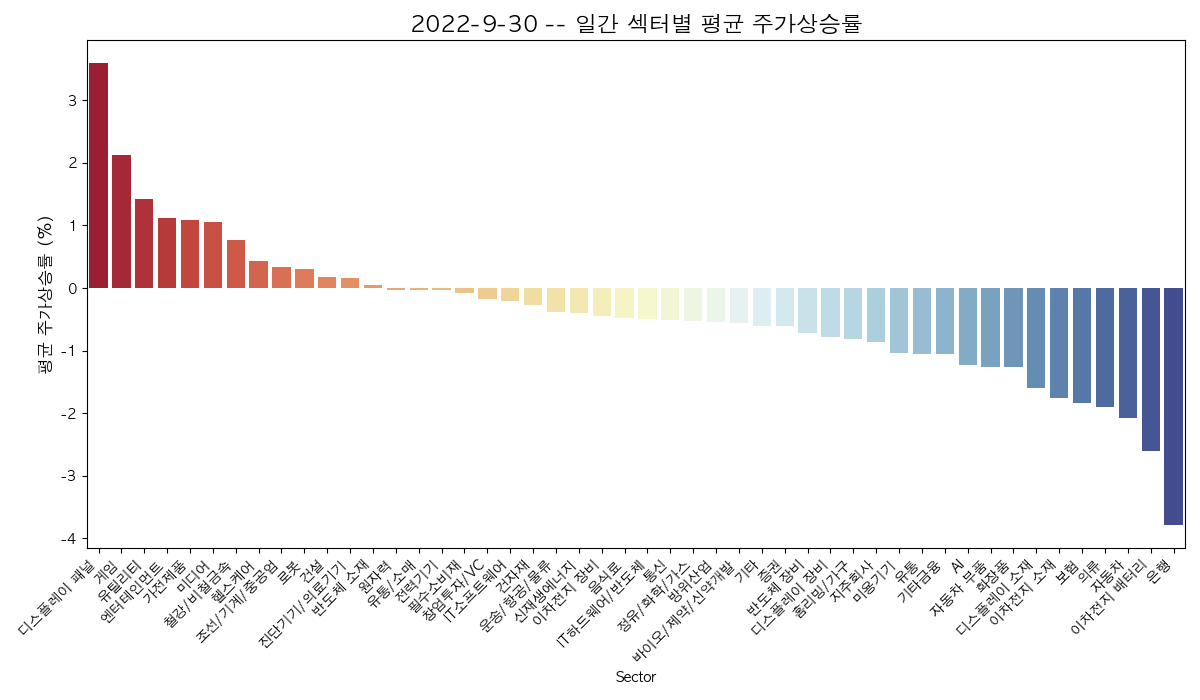 2022-9-30 -- 일간 섹터별 평균 주가상승률
평균 주가상승률 (%)
3
2
1
0
-1
-2
-3
-4
디스플레이 패널
게임
유틸리티
엔터테인먼트
가전제품
미디어
철강/비철금속
헬스케어
조선/기계/중공업
로봇
건설
진단기기/의료기기
반도체 소재
원자력
유통/소매
전력기기
필수소비재
창업투자/VC
IT소프트웨어
건자재
운송/항공/물류
신재생에너지
이차전지 장비
음식료
IT하드웨어/반도체
통신
정유/화학/가스
방위산업
바이오/제약/신약개발
기타
증권
반도체 장비
디스플레이 장비
홈리빙/가구
지주회사
미용기기
유통
기타금융
AI
자동차 부품
화장품
디스플레이 소재
이차전지 소재
보험
의류
자동차
이차전지 배터리
은행
Sector